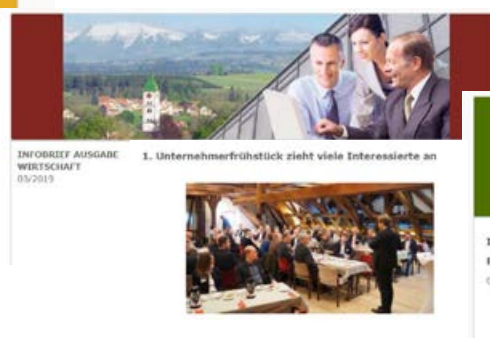 INFOBRIEF AUSGABE
WIRTSCHAFT
03/2019
1. Unternehmerfrühstück zieht viele Interessierte an